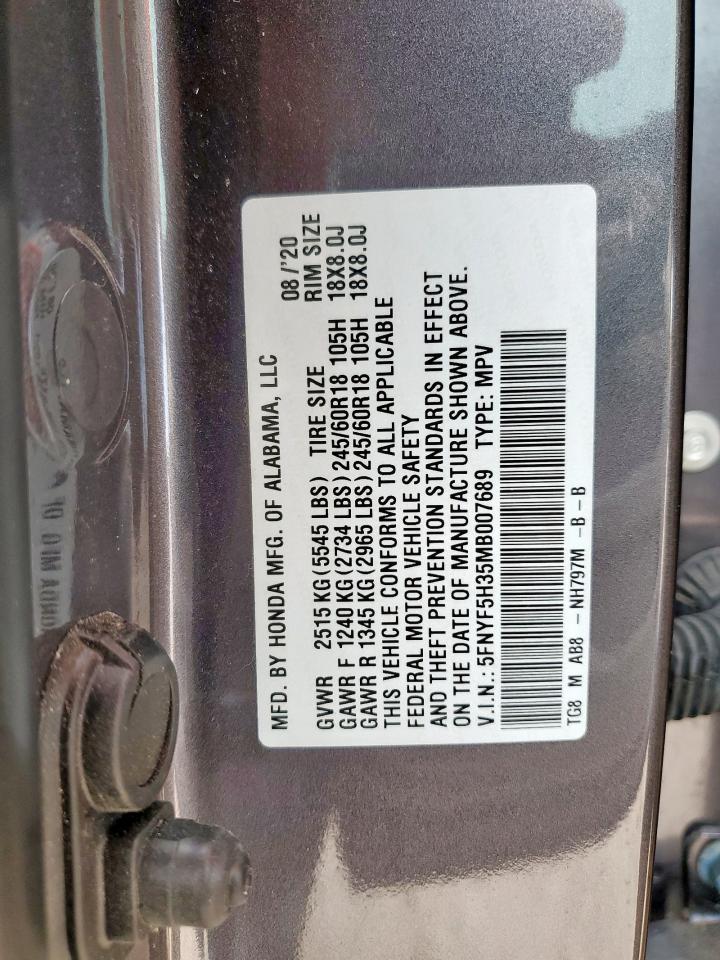 MFD. BY HONDA MFG. OF ALABAMA, LLC 08/'20
GVWR 2515 KG (5545 LBS) TIRE SIZE RIM SIZE
GAWR F 1240 KG (2734 LBS) 245/60R18 105H 18X8.0J
GAWR R 1345 KG (2965 LBS) 245/60R18 105H 18X8.0J
THIS VEHICLE CONFORMS TO ALL APPLICABLE
FEDERAL MOTOR VEHICLE SAFETY
AND THEFT PREVENTION STANDARDS IN EFFECT
ON THE DATE OF MANUFACTURE SHOWN ABOVE.
V.I.N.: 5FNYF5H35MB007689 TYPE: MPV
TG8 M AB8 -NH797M -B-B